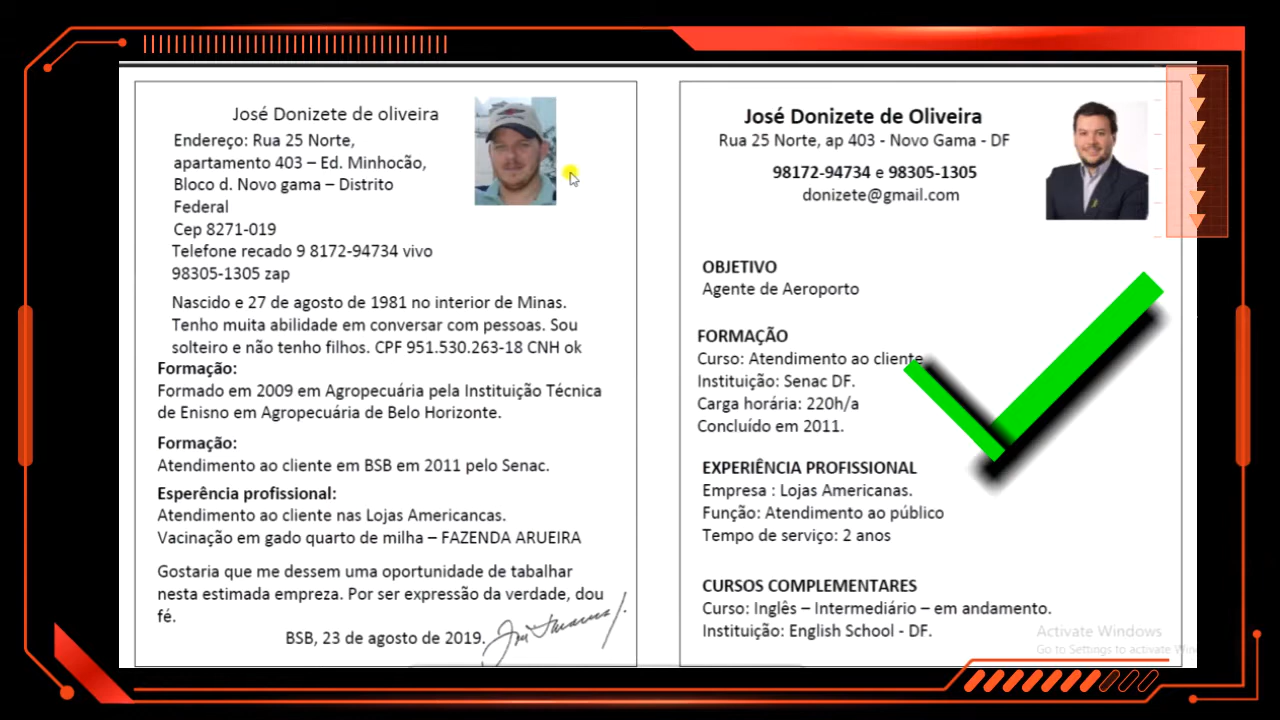 José Donizete de oliveira
Endereço: Rua 25 Norte,
apartamento 403 – Ed. Minhocão,
Bloco d. Novo gama – Distrito
Federal
Cep 8271-019
Telefone recado 9 8172-94734 vivo
98305-1305 zap
Nascido e 27 de agosto de 1981 no interior de Minas.
Tenho muita abilidade em conversar com pessoas. Sou
solteiro e não tenho filhos. CPF 951.530.263-18 CNH ok
Formação:
Formado em 2009 em Agropecuária pela Instituição Técnica
de Enisno em Agropecuária de Belo Horizonte.
Formação:
Atendimento ao cliente em BSB em 2011 pelo Senac.
Esperência profissional:
Atendimento ao cliente nas Lojas Americancas.
Vacinação em gado quarto de milha – FAZENDA ARUEIRA
Gostaria que me dessem uma oportunidade de tabalhar
nesta estimada empreza. Por ser expressão da verdade, dou
fé.
BSB, 23 de agosto de 2019.
José Donizete de Oliveira
Rua 25 Norte, ap 403 - Novo Gama - DF
98172-94734 e 98305-1305
donizete@gmail.com
OBJETIVO
Agente de Aeroporto
FORMAÇÃO
Curso: Atendimento ao cliente
Instituição: Senac DF.
Carga horária: 220h/a
Concluído em 2011.
EXPERIÊNCIA PROFISSIONAL
Empresa : Lojas Americanas.
Função: Atendimento ao público
Tempo de serviço: 2 anos
CURSOS COMPLEMENTARES
Curso: Inglês – Intermediário – em andamento.
Instituição: English School - DF.
Activate Windows
Go to Settings to activate